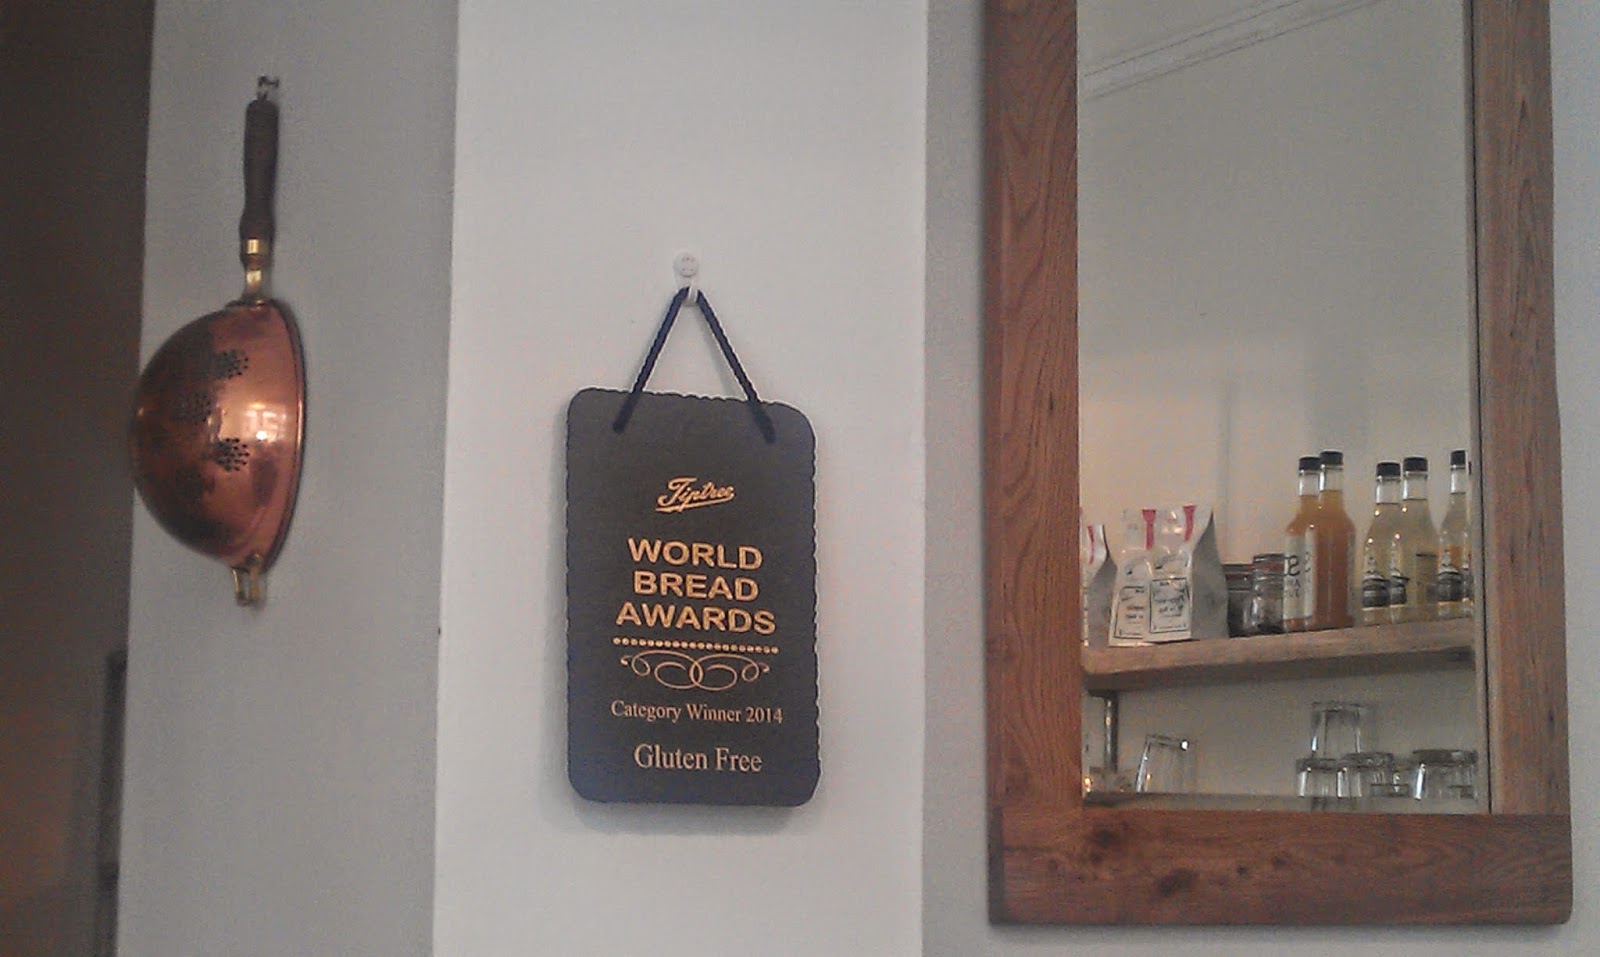 Tiptree
WORLD
BREAD
AWARDS
Category Winner 2014
Gluten Free